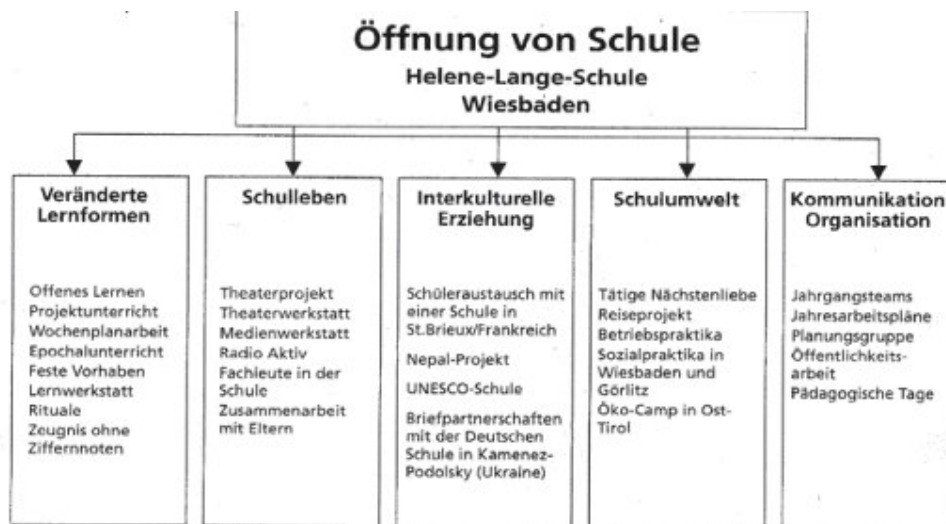 Öffnung von Schule
Helene-Lange-Schule
Wiesbaden
Veränderte
Lernformen
Offenes Lernen
Projektunterricht
Wochenplanarbeit
Epochalunterricht
Feste Vorhaben
Lernwerkstatt
Rituale
Zeugnis ohne
Ziffernnoten
Schulleben
Theaterprojekt
Theaterwerkstatt
Medienwerkstatt
Radio Aktiv
Fachleute in der
Schule
Zusammenarbeit
mit Eltern
Interkulturelle
Erziehung
Schüleraustausch mit
einer Schule in
St.Brieux/Frankreich
Nepal-Projekt
UNESCO-Schule
Briefpartnerschaften
mit der Deutschen
Schule in Kamenez-
Podolsky (Ukraine)
Schulumwelt
Tätige Nächstenliebe
Reiseprojekt
Betriebspraktika
Sozialpraktika in
Wiesbaden und
Görlitz
Öko-Camp in Ost-
Tirol
Kommunikation
Organisation
Jahrgangsteams
Jahresarbeitspläne
Planungsgruppe
Öffentlichkeits-
arbeit
Pädagogische Tage